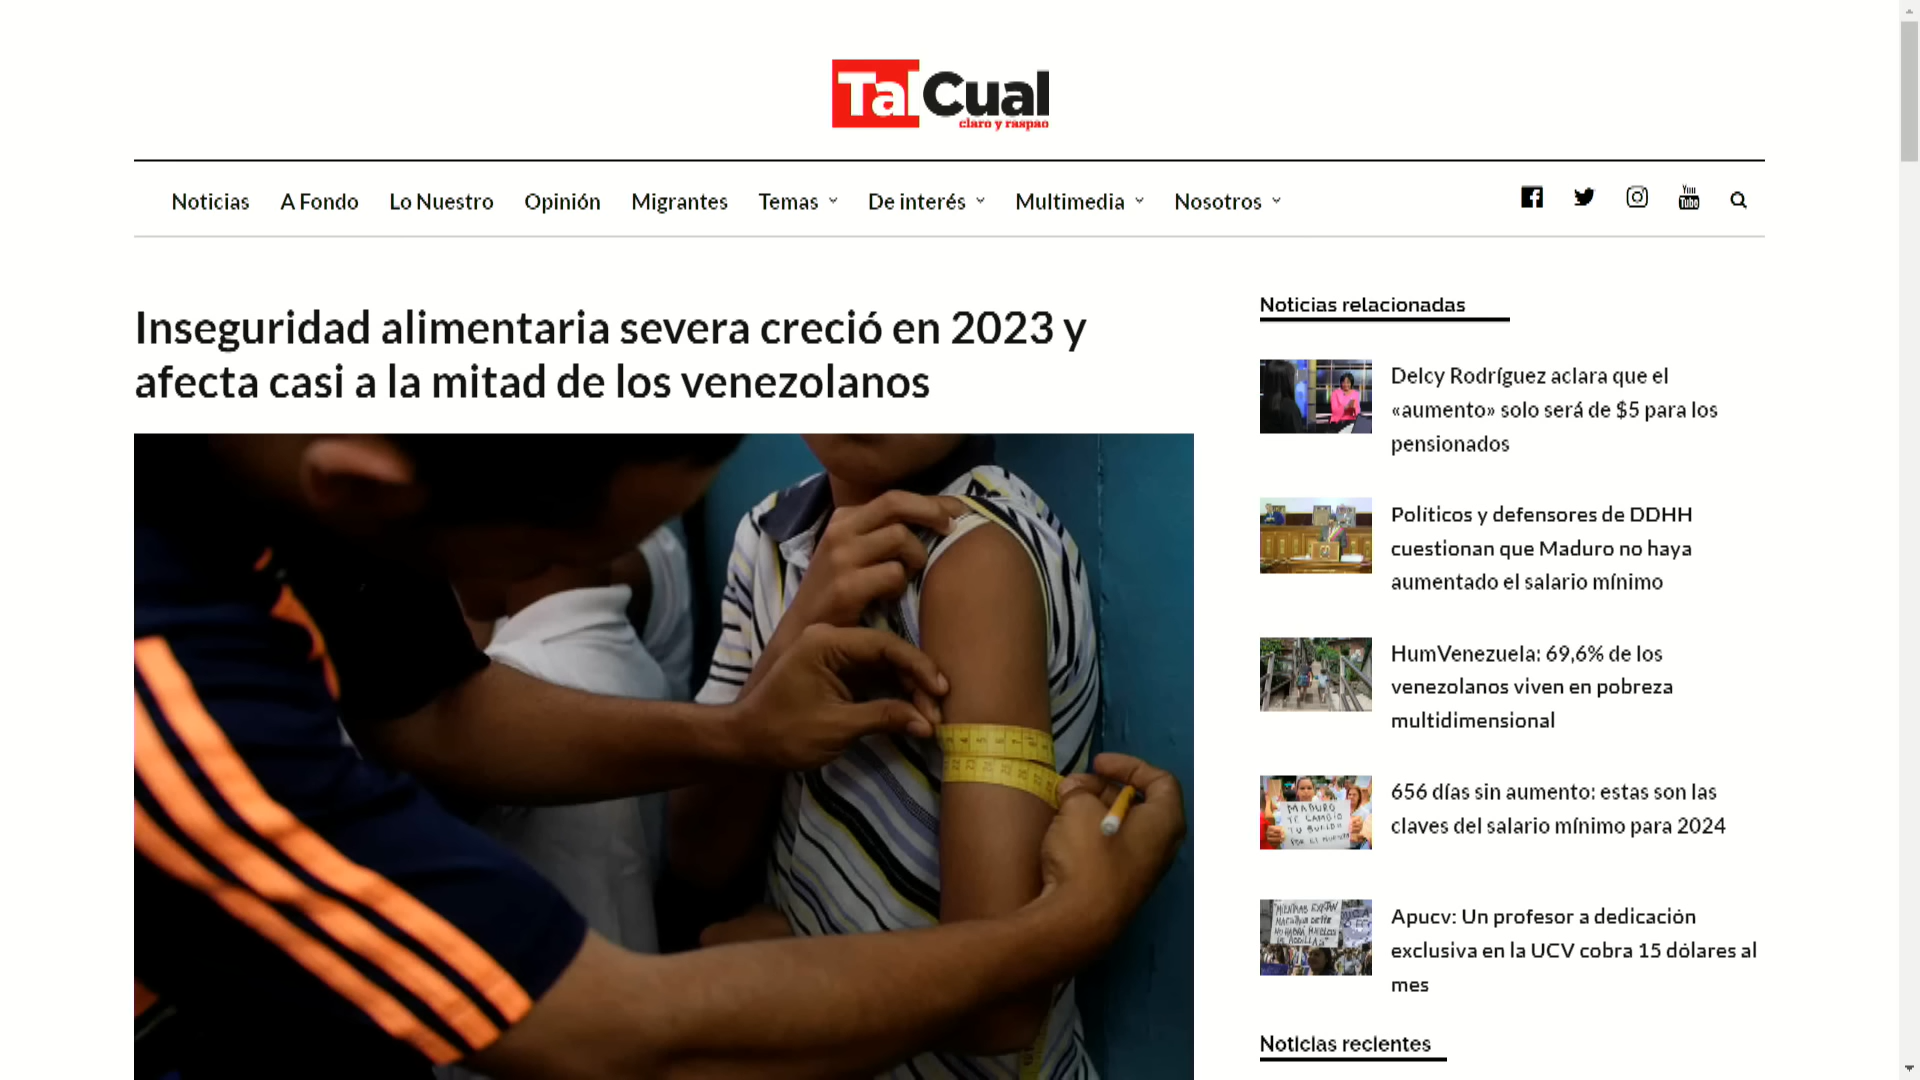 Tal Cual
claro y raspao
Noticias A Fondo Lo Nuestro Opinión Migrantes Temas De interés Multimedia Nosotros
Inseguridad alimentaria severa creció en 2023 y
afecta casi a la mitad de los venezolanos
Noticias relacionadas
Delcy Rodríguez aclara que el
«aumento» solo será de $5 para los
pensionados
Políticos y defensores de DDHH
cuestionan que Maduro no haya
aumentado el salario mínimo
HumVenezuela: 69,6% de los
venezolanos viven en pobreza
multidimensional
MADURO
TE CAMBIO
TU
656 días sin aumento: estas son las
claves del salario mínimo para 2024
Apucv: Un profesor a dedicación
exclusiva en la UCV cobra 15 dólares al
mes
Noticias recientes